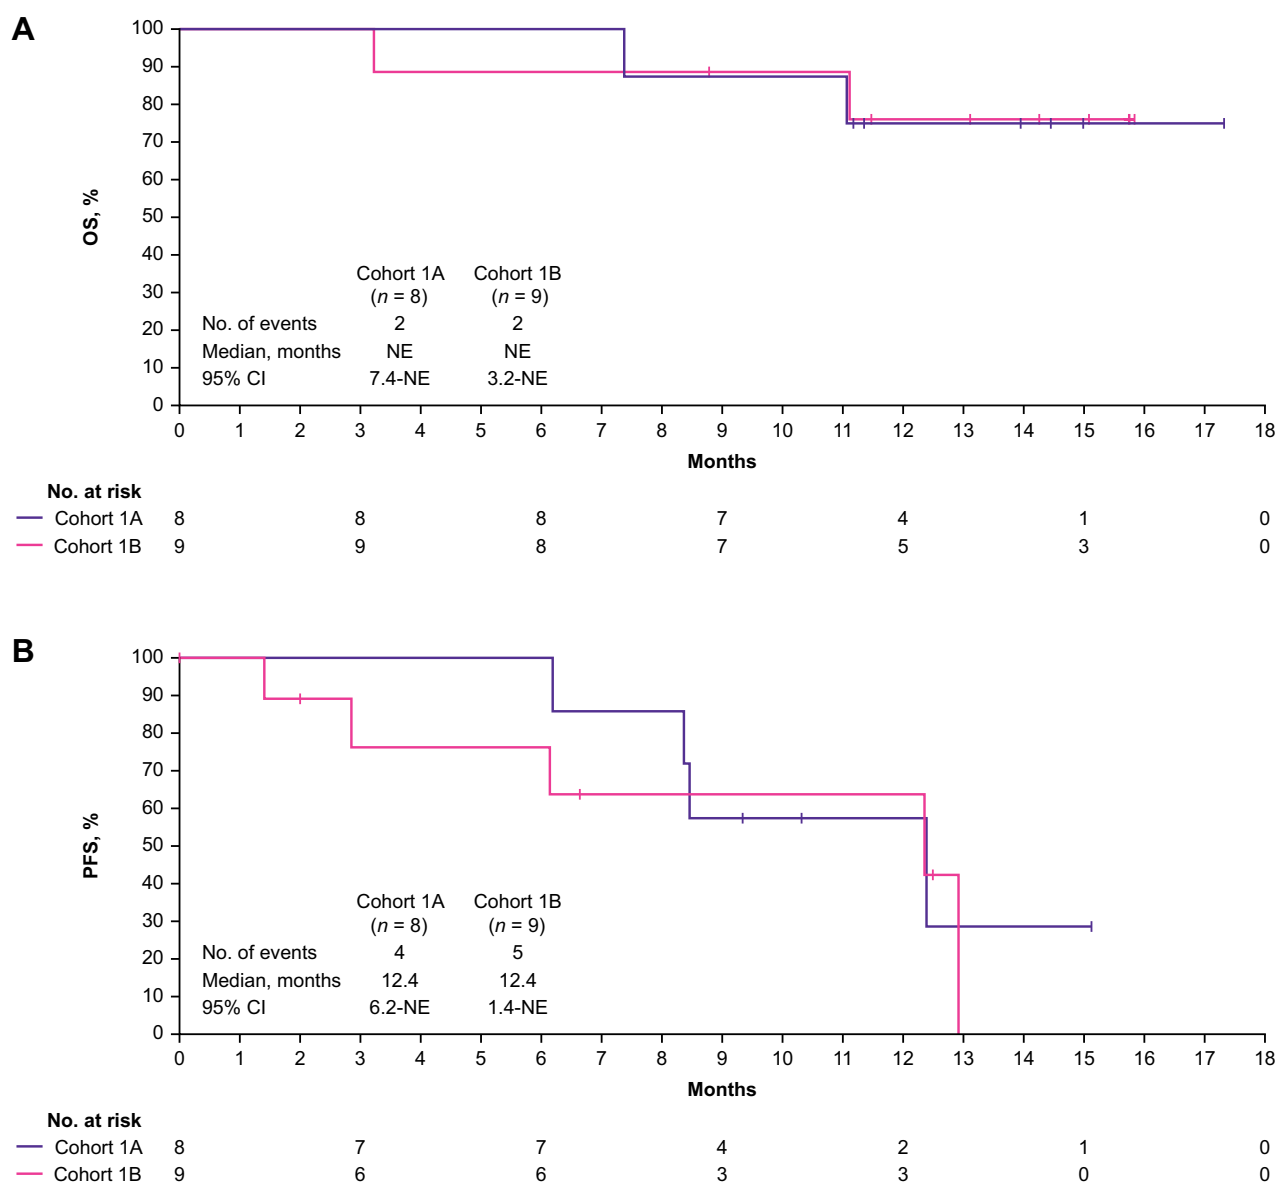 A
100
90
80
70
60
50
40
30
20
10
0
OS, %
Cohort 1A Cohort 1B
(n = 8) (n = 9)
No. of events 2 2
Median, months NE NE
95% CI 7.4-NE 3.2-NE
0 1 2 3 4 5 6 7 8 9 10 11 12 13 14 15 16 17 18
Months
No. at risk
Cohort 1A 8 8 8 7 4 1 0
Cohort 1B 9 9 8 7 5 3 0
B
100
90
80
70
60
50
40
30
20
10
0
PFS, %
Cohort 1A Cohort 1B
(n = 8) (n = 9)
No. of events 4 5
Median, months 12.4 12.4
95% CI 6.2-NE 1.4-NE
0 1 2 3 4 5 6 7 8 9 10 11 12 13 14 15 16 17 18
Months
No. at risk
Cohort 1A 8 7 7 4 2 1 0
Cohort 1B 9 6 6 3 3 0 0